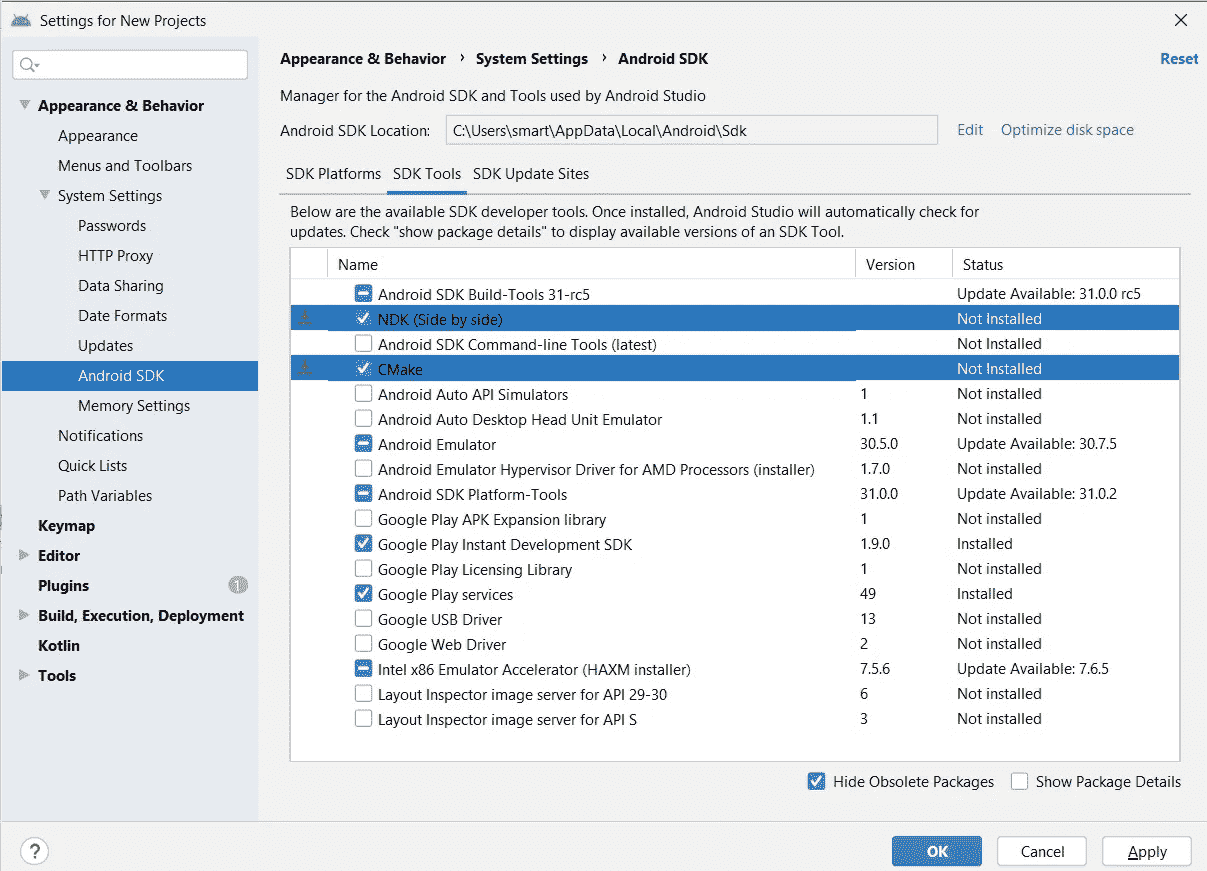 Settings for New Projects
Appearance & Behavior › System Settings › Android SDK
Reset
Manager for the Android SDK and Tools used by Android Studio
Android SDK Location: C:\Users\smart\AppData\Local\Android\Sdk Edit Optimize disk space
SDK Platforms SDK Tools SDK Update Sites
Below are the available SDK developer tools. Once installed, Android Studio will automatically check for
updates. Check "show package details" to display available versions of an SDK Tool.
Appearance & Behavior
Appearance
Menus and Toolbars
System Settings
Passwords
HTTP Proxy
Data Sharing
Date Formats
Updates
Android SDK
Memory Settings
Notifications
Quick Lists
Path Variables
Keymap
Editor
Plugins 1
Build, Execution, Deployment
Kotlin
Tools
Name Version Status
Android SDK Build-Tools 31-rc5 Update Available: 31.0.0 rc5
NDK (Side by side) Not Installed
Android SDK Command-line Tools (latest) Not Installed
CMake Not Installed
Android Auto API Simulators 1 Not installed
Android Auto Desktop Head Unit Emulator 1.1 Not installed
Android Emulator 30.5.0 Update Available: 30.7.5
Android Emulator Hypervisor Driver for AMD Processors (installer) 1.7.0 Not installed
Android SDK Platform-Tools 31.0.0 Update Available: 31.0.2
Google Play APK Expansion library 1 Not installed
Google Play Instant Development SDK 1.9.0 Installed
Google Play Licensing Library 1 Not installed
Google Play services 49 Installed
Google USB Driver 13 Not installed
Google Web Driver 2 Not installed
Intel x86 Emulator Accelerator (HAXM installer) 7.5.6 Update Available: 7.6.5
Layout Inspector image server for API 29-30 6 Not installed
Layout Inspector image server for API S 3 Not installed
Hide Obsolete Packages Show Package Details
? OK Cancel Apply